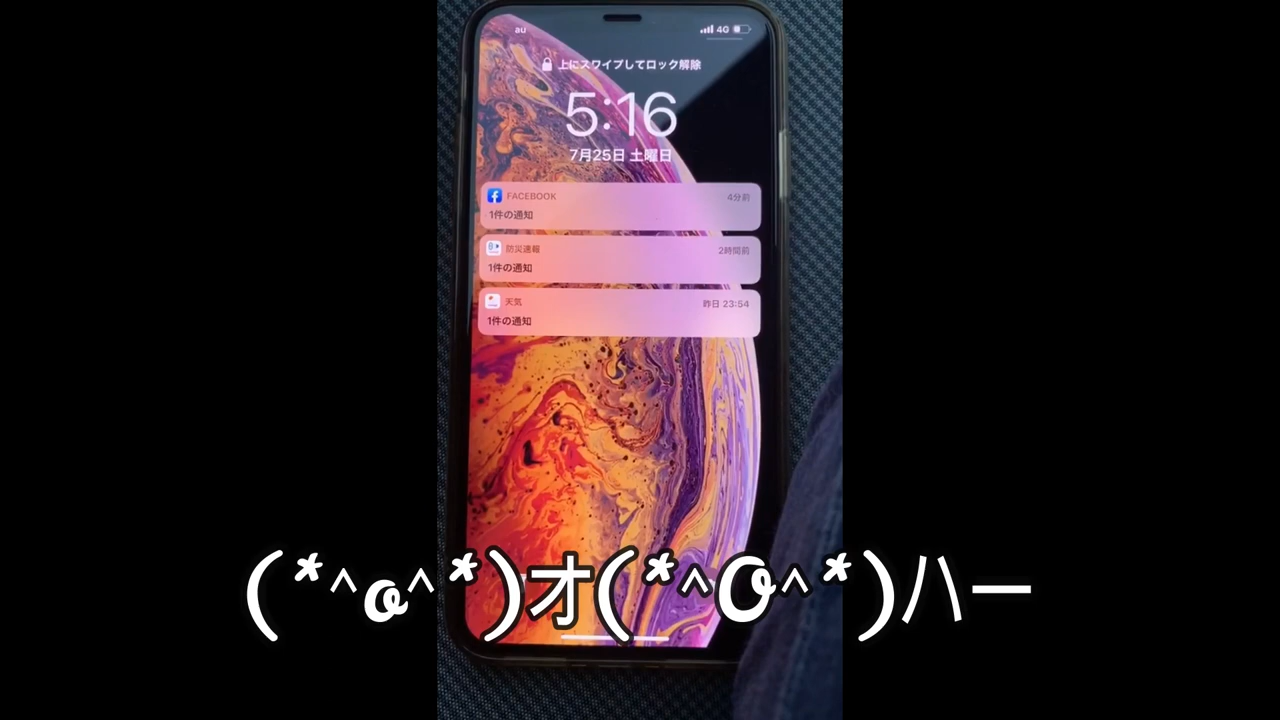 au 4G
上にスワイプしてロック解除
5:16
7月25日 土曜日
FACEBOOK 4分前
1件の通知
防災速報 2時間前
1件の通知
天気 昨日 23:54
1件の通知
(*^o^*)オ(*^O^*)ハー